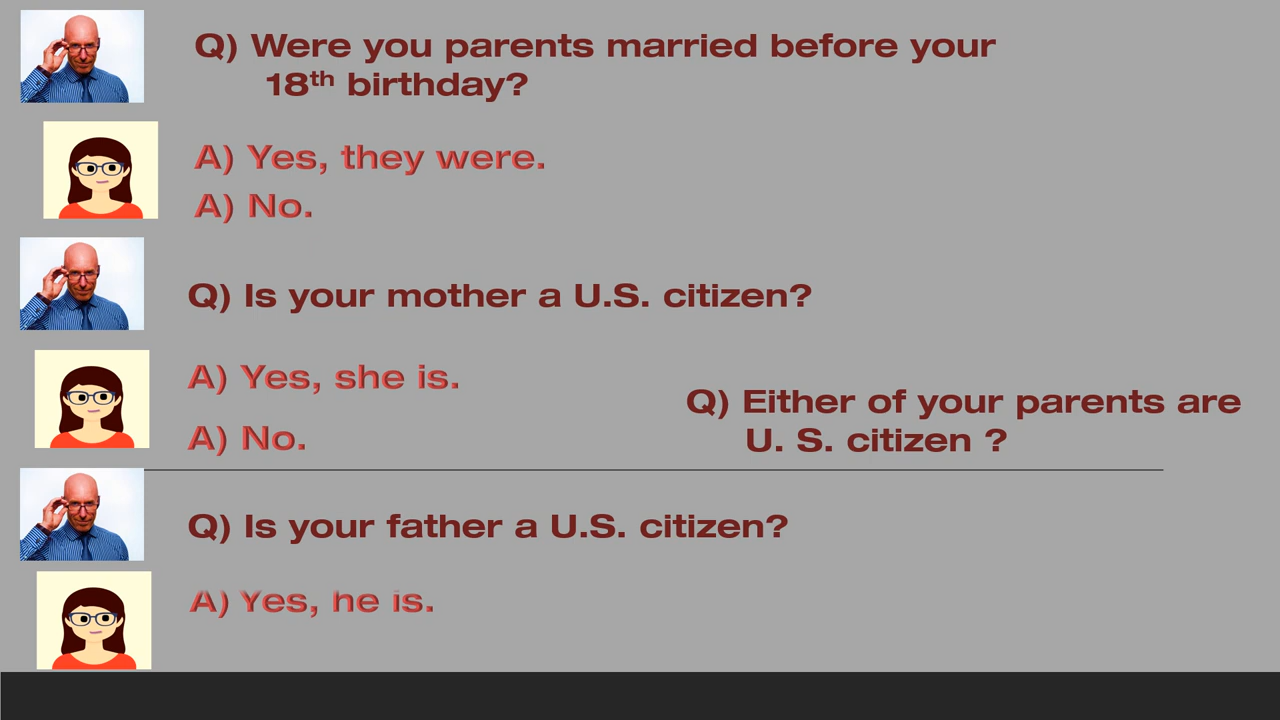 Q) Were you parents married before your
18th birthday?
A) Yes, they were.
A) No.
Q) Is your mother a U.S. citizen?
A) Yes, she is.
A) No.
Q) Either of your parents are
U. S. citizen ?
Q) Is your father a U.S. citizen?
A) Yes, he is.